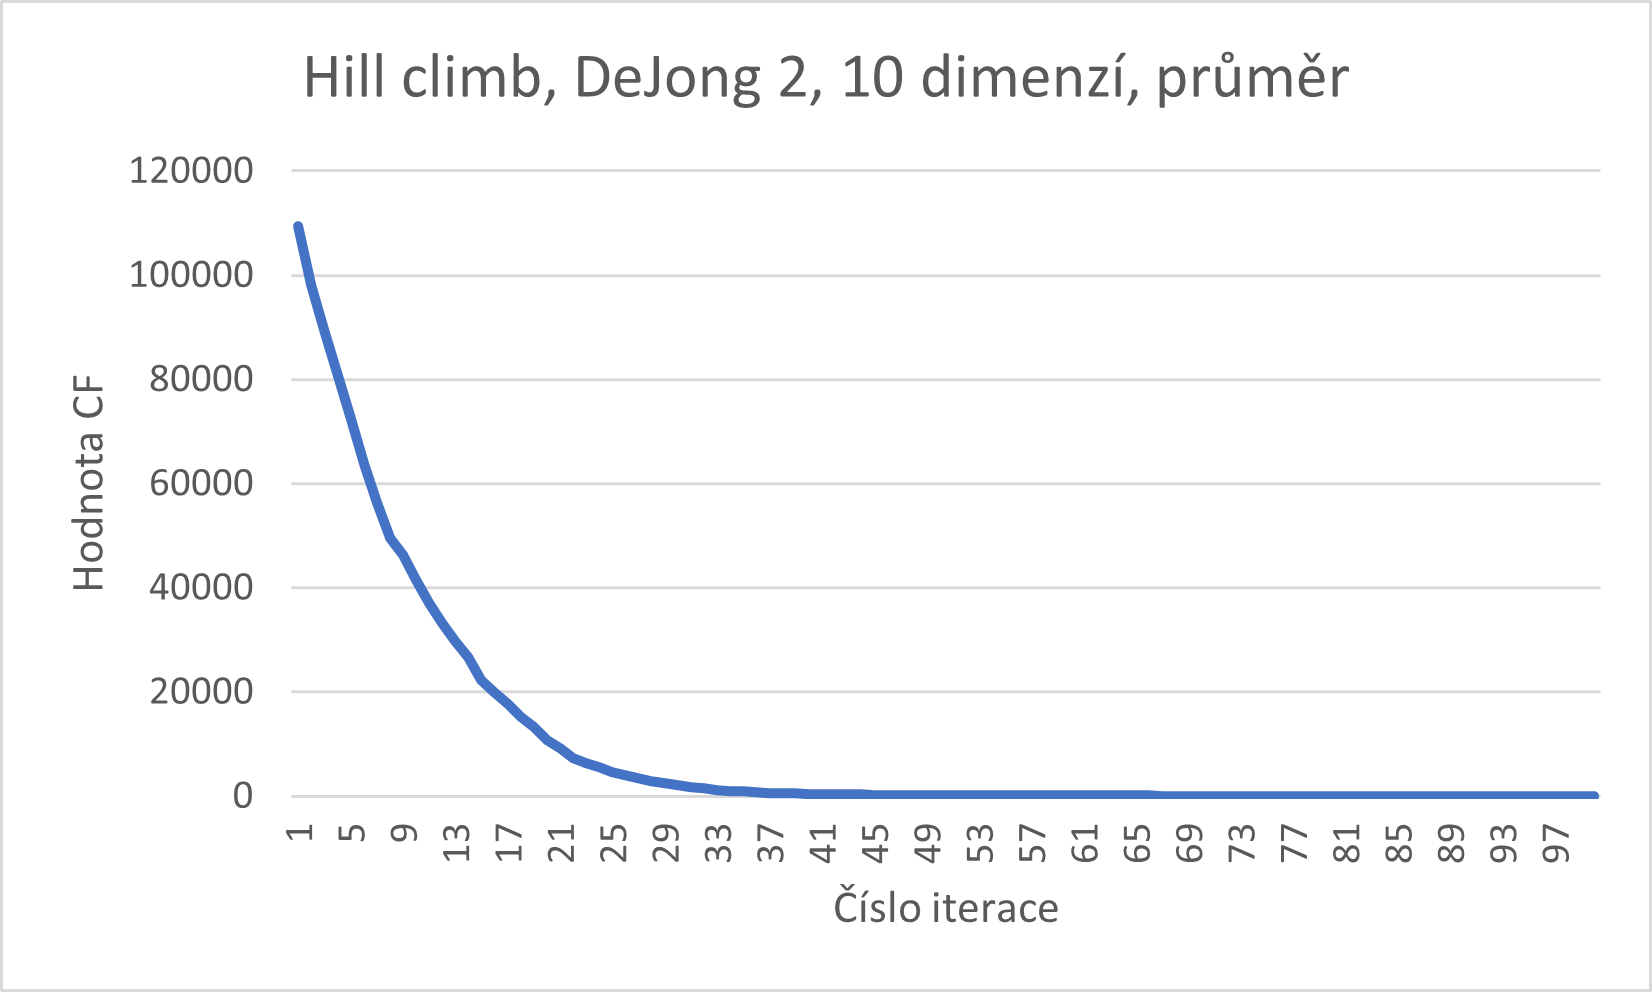 Hill climb, DeJong 2, 10 dimenzí, průměr
120000
100000
80000
60000
40000
20000
0
Hodnota CF
1 5 9 13 17 21 25 29 33 37 41 45 49 53 57 61 65 69 73 77 81 85 89 93 97
Číslo iterace